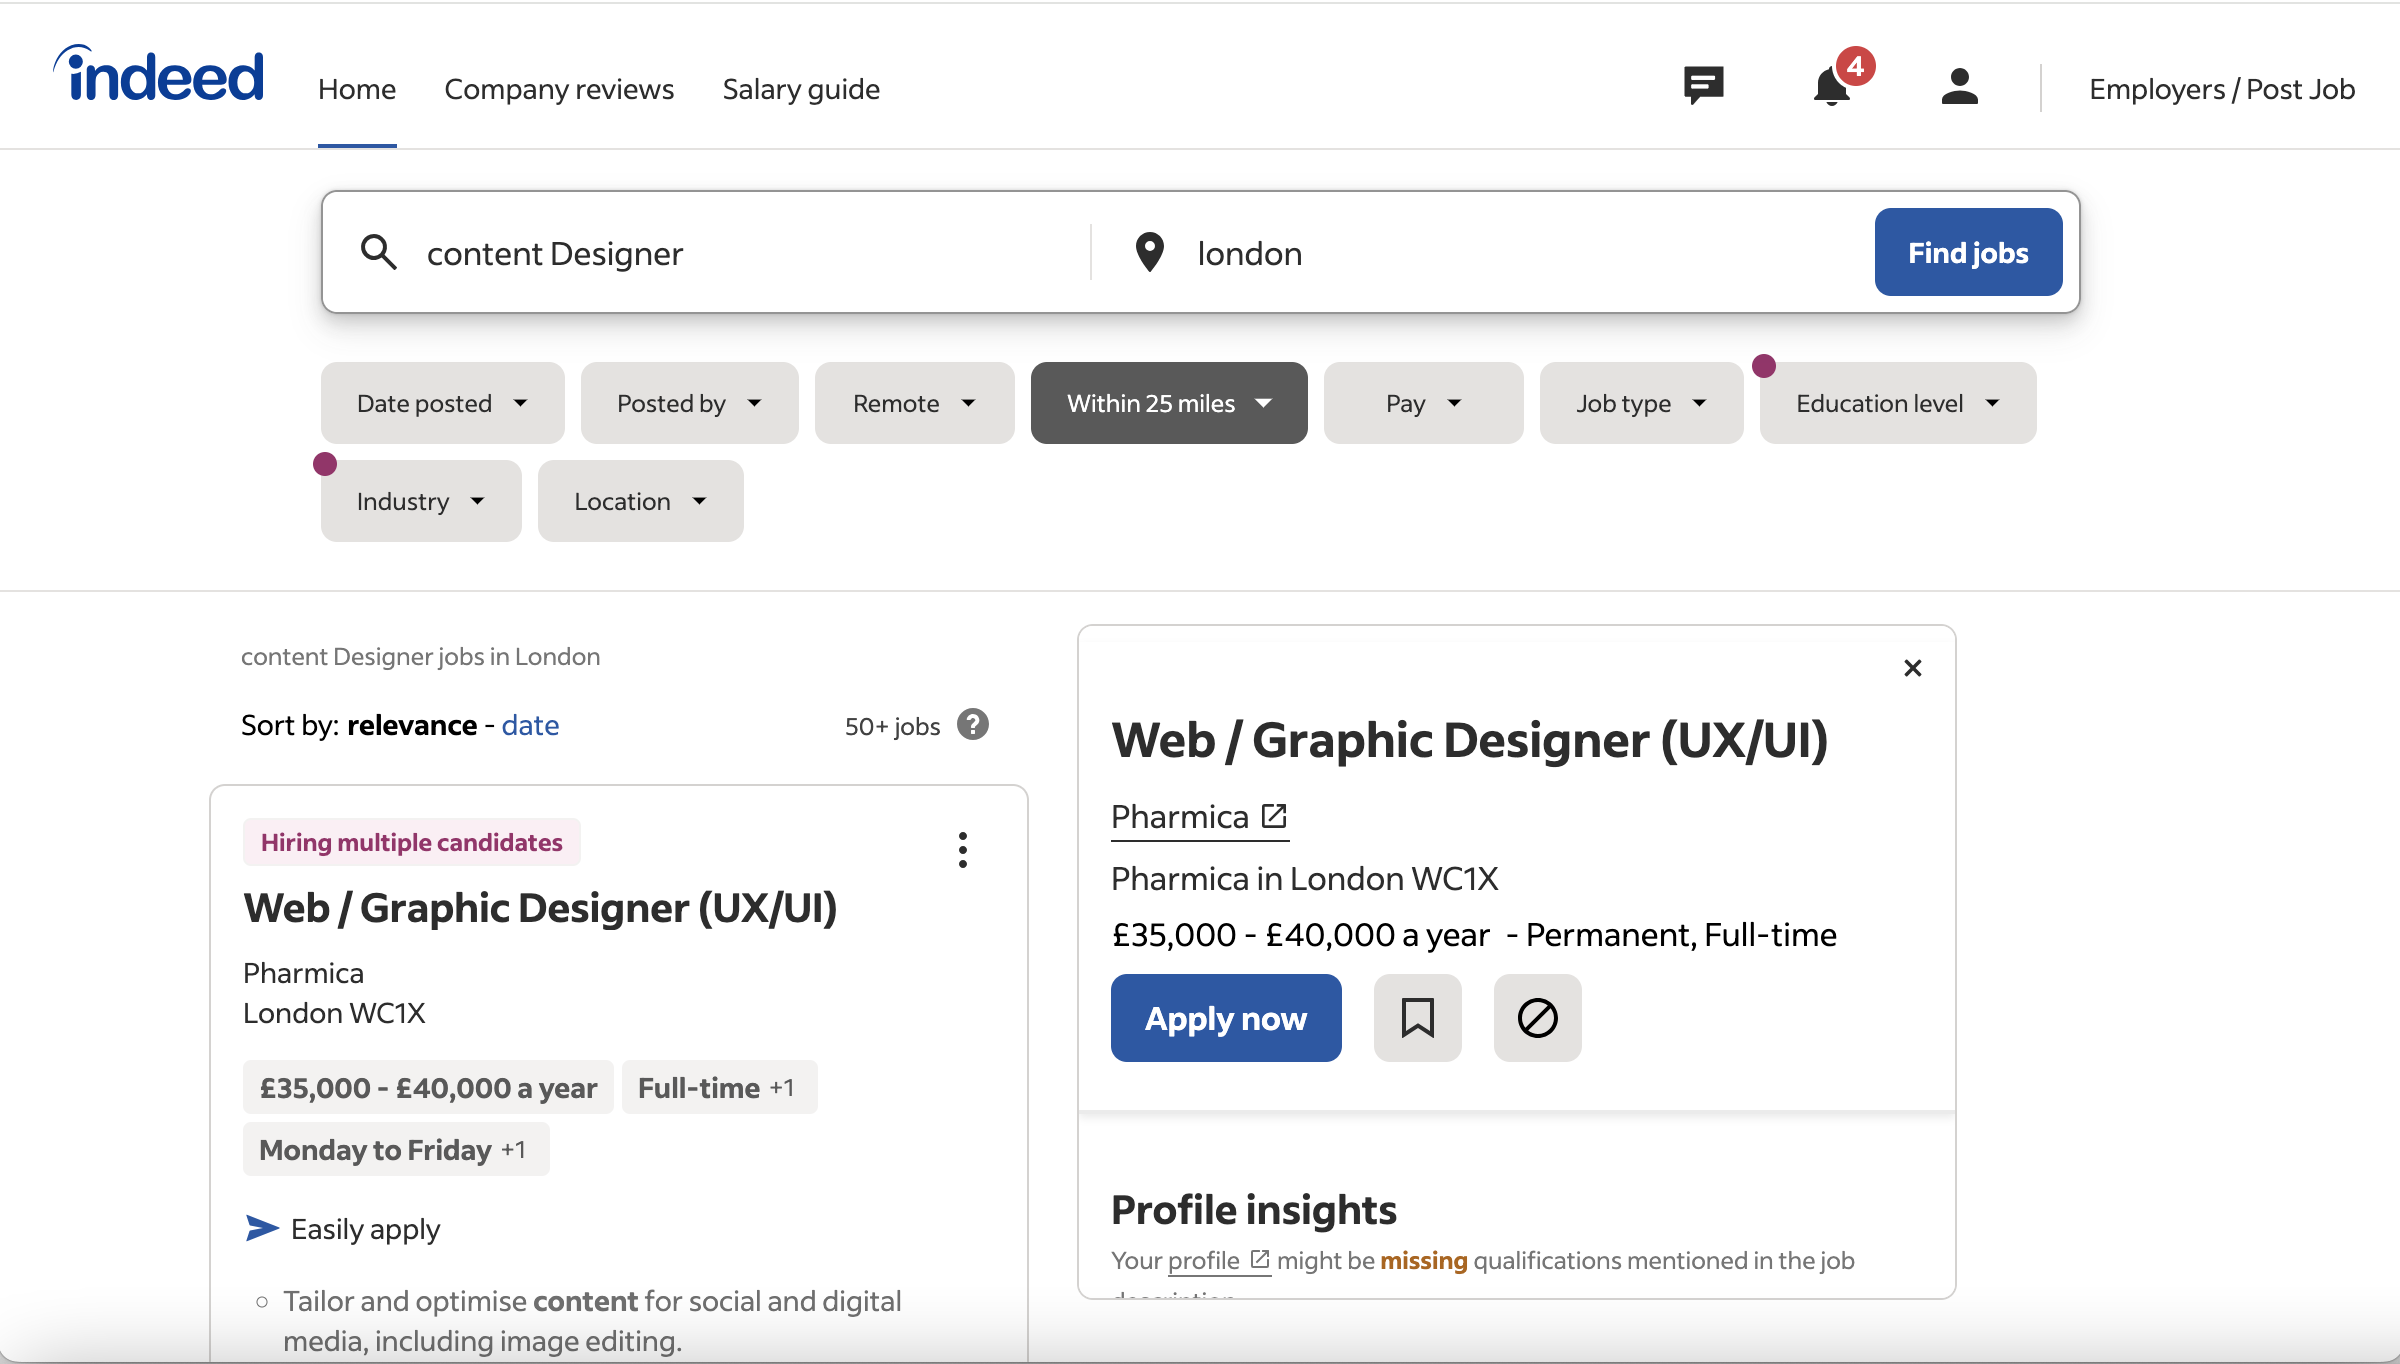 indeed
Home
Company reviews
Salary guide
4
Employers / Post Job
content Designer
london
Find jobs
Date posted
Posted by
Remote
Within 25 miles
Pay
Job type
Education level
Industry
Location
content Designer jobs in London
Sort by: relevance - date
50+ jobs ?
Hiring multiple candidates
Web / Graphic Designer (UX/UI)
Pharmica
London WC1X
£35,000 - £40,000 a year
Full-time +1
Monday to Friday +1
Easily apply
Tailor and optimise content for social and digital
media, including image editing.
Web / Graphic Designer (UX/UI)
Pharmica
Pharmica in London WC1X
£35,000 - £40,000 a year - Permanent, Full-time
Apply now
Profile insights
Your profile might be missing qualifications mentioned in the job